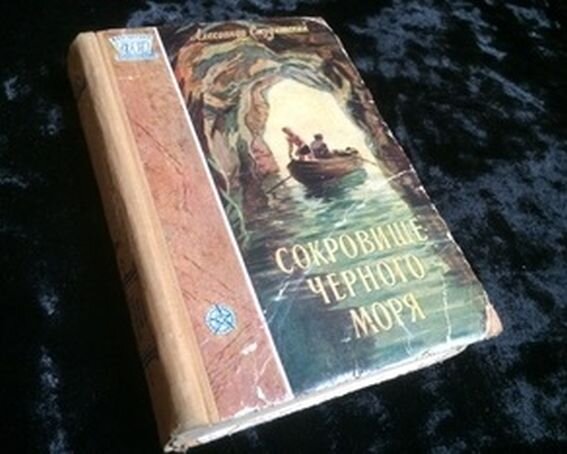 Александр Студитский
СОКРОВИЩЕ
ЧЕРНОГО
МОРЯ